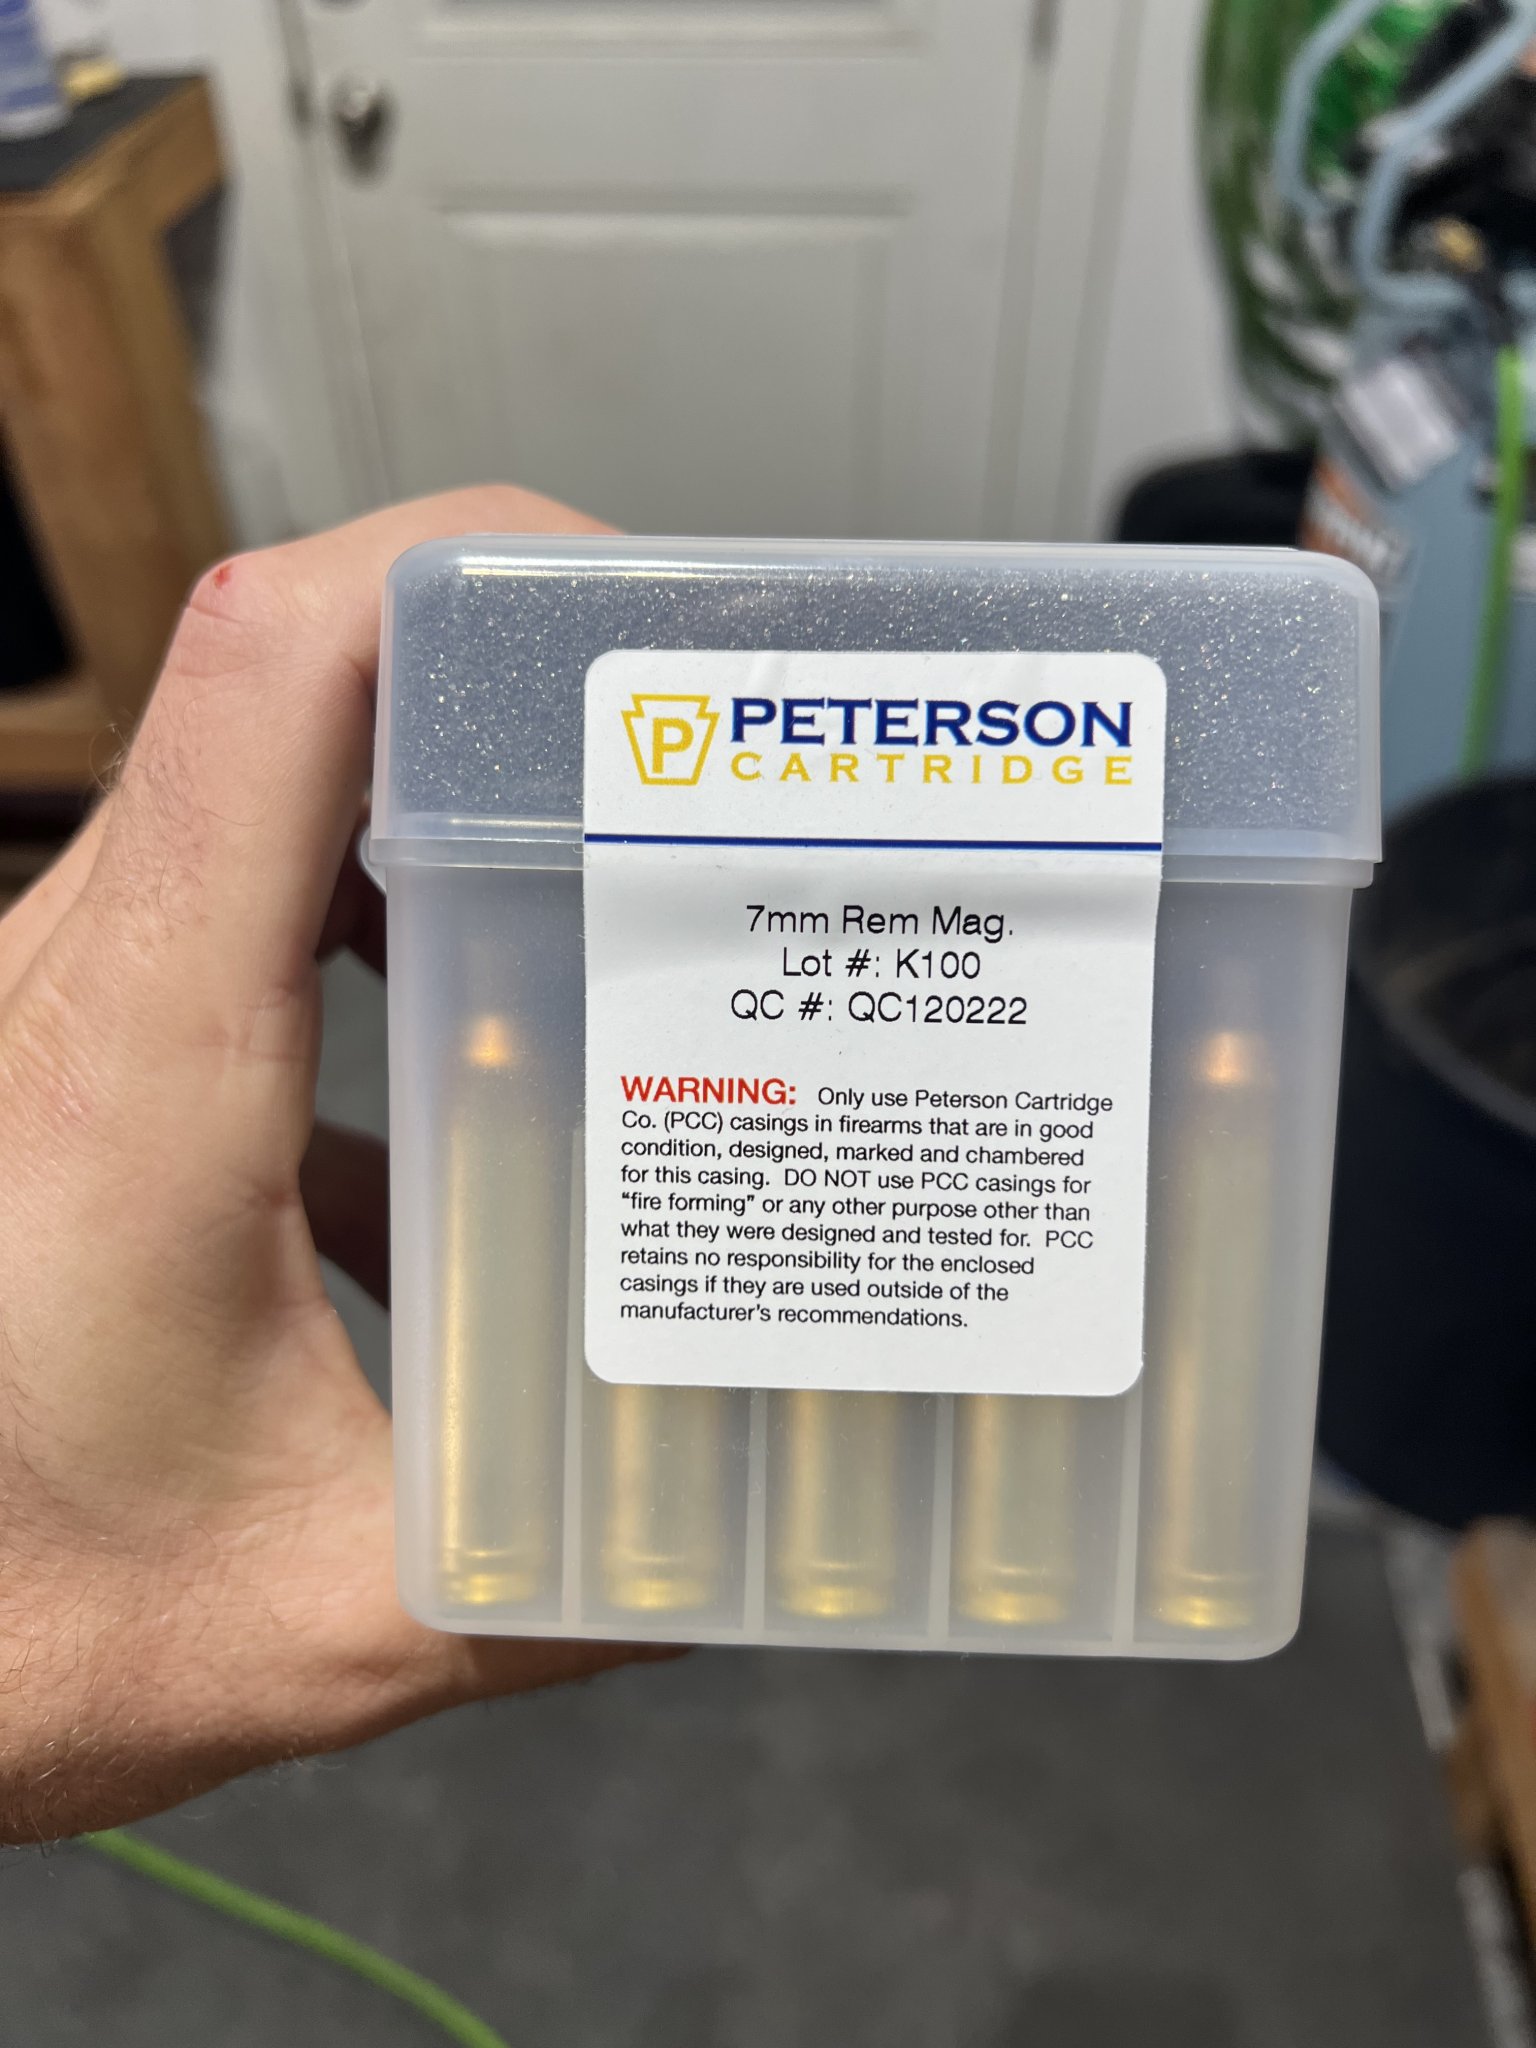 P PETERSON
CARTRIDGE
7mm Rem Mag.
Lot #: K100
QC #: QC120222
WARNING: Only use Peterson Cartridge
Co. (PCC) casings in firearms that are in good
condition, designed, marked and chambered
for this casing. DO NOT use PCC casings for
“fire forming” or any other purpose other than
what they were designed and tested for. PCC
retains no responsibility for the enclosed
casings if they are used outside of the
manufacturer's recommendations.